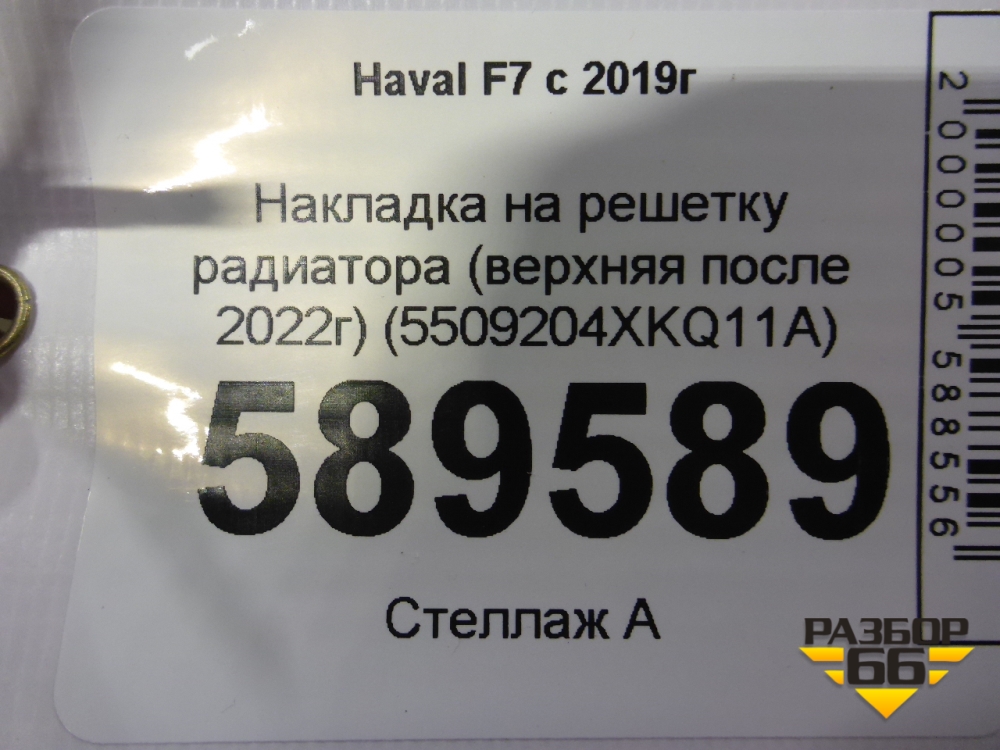 Haval F7 с 2019г
Накладка на решетку
радиатора (верхняя после
2022г) (5509204XKQ11A)
589589
Стеллаж А
2000005588556
РАЗБОР
66